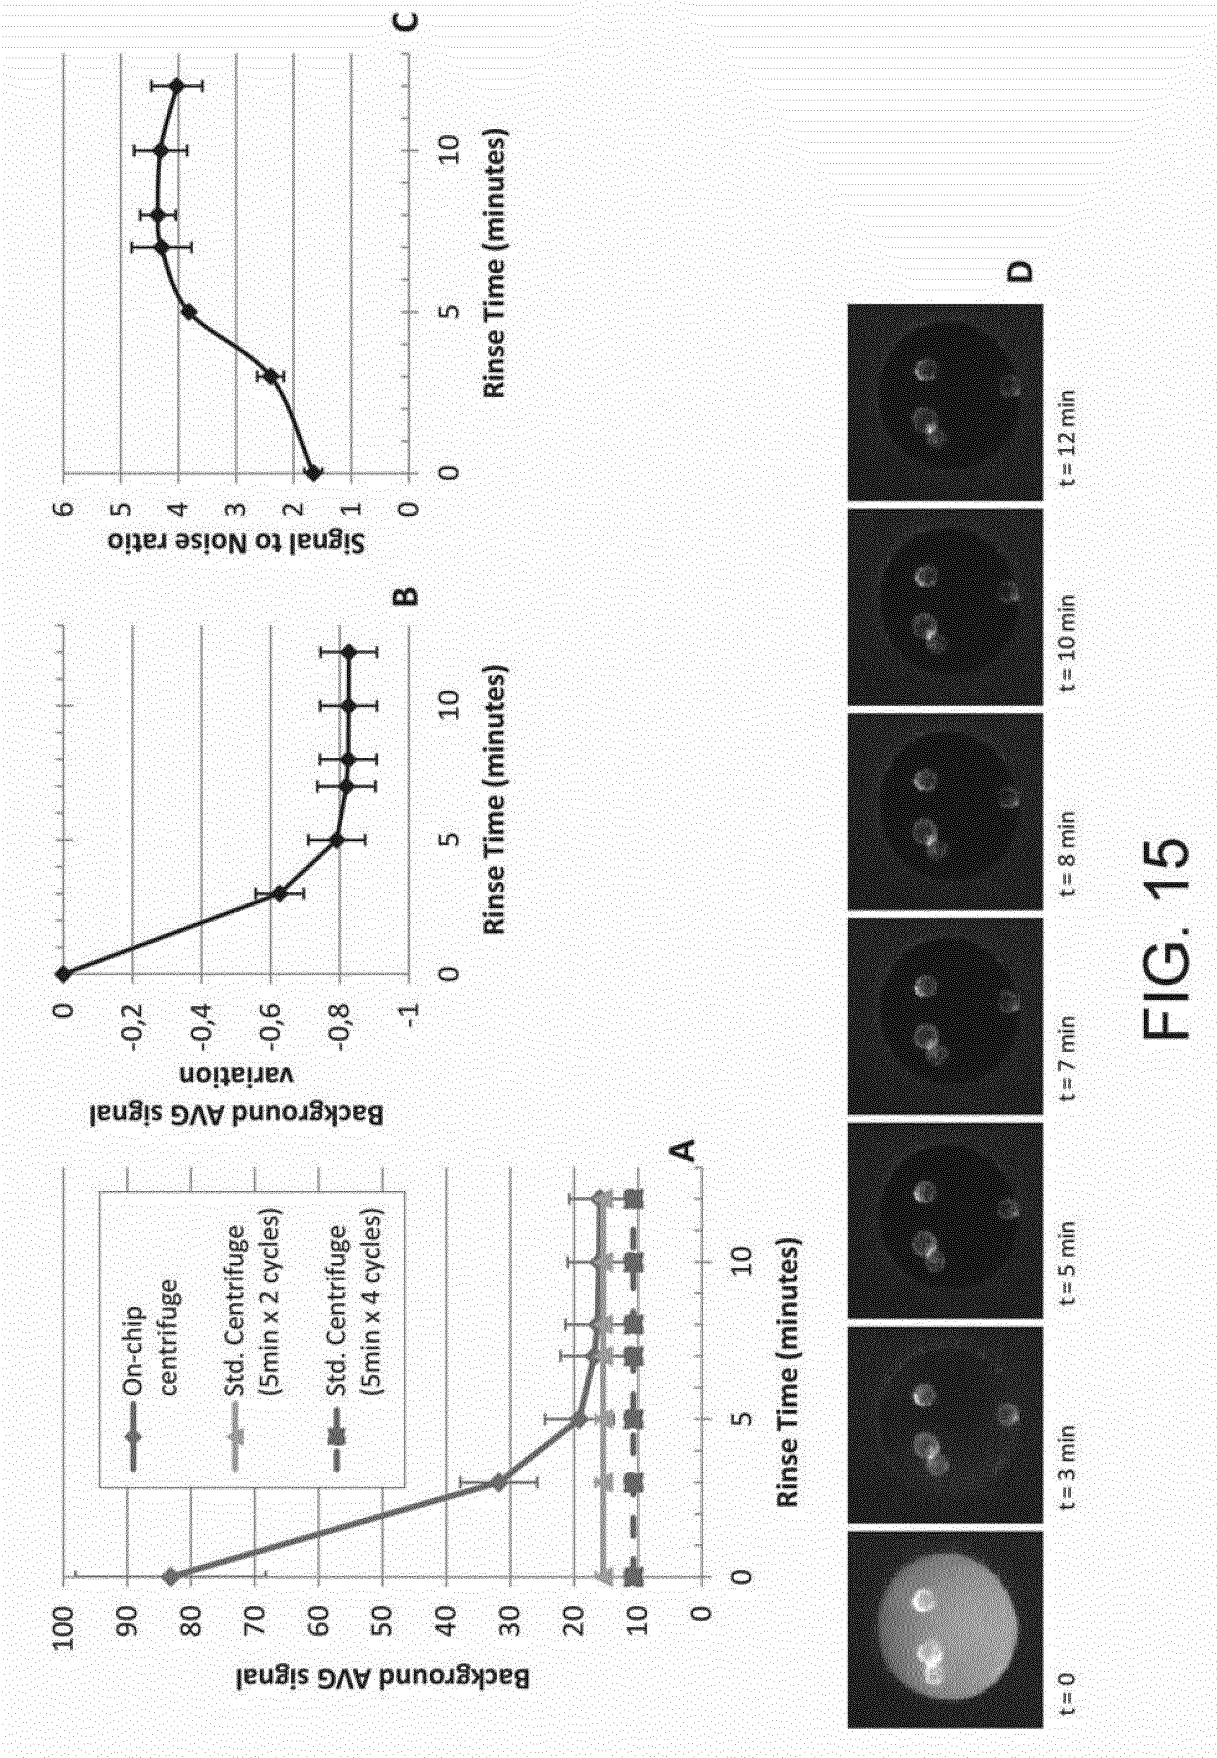 100
90
80
70
60
50
40
30
20
10
0
Background AVG signal
On-chip
centrifuge
Std. Centrifuge
(5min x 2 cycles)
Std. Centrifuge
(5min x 4 cycles)
0
5
10
Rinse Time (minutes)
A
0
-0,2
-0,4
-0,6
-0,8
-1
Background AVG signal
variation
0
5
10
Rinse Time (minutes)
B
6
5
4
3
2
1
0
Signal to Noise ratio
0
5
10
Rinse Time (minutes)
C
t = 0
t = 3 min
t = 5 min
t = 7 min
t = 8 min
t = 10 min
t = 12 min
D
FIG. 15